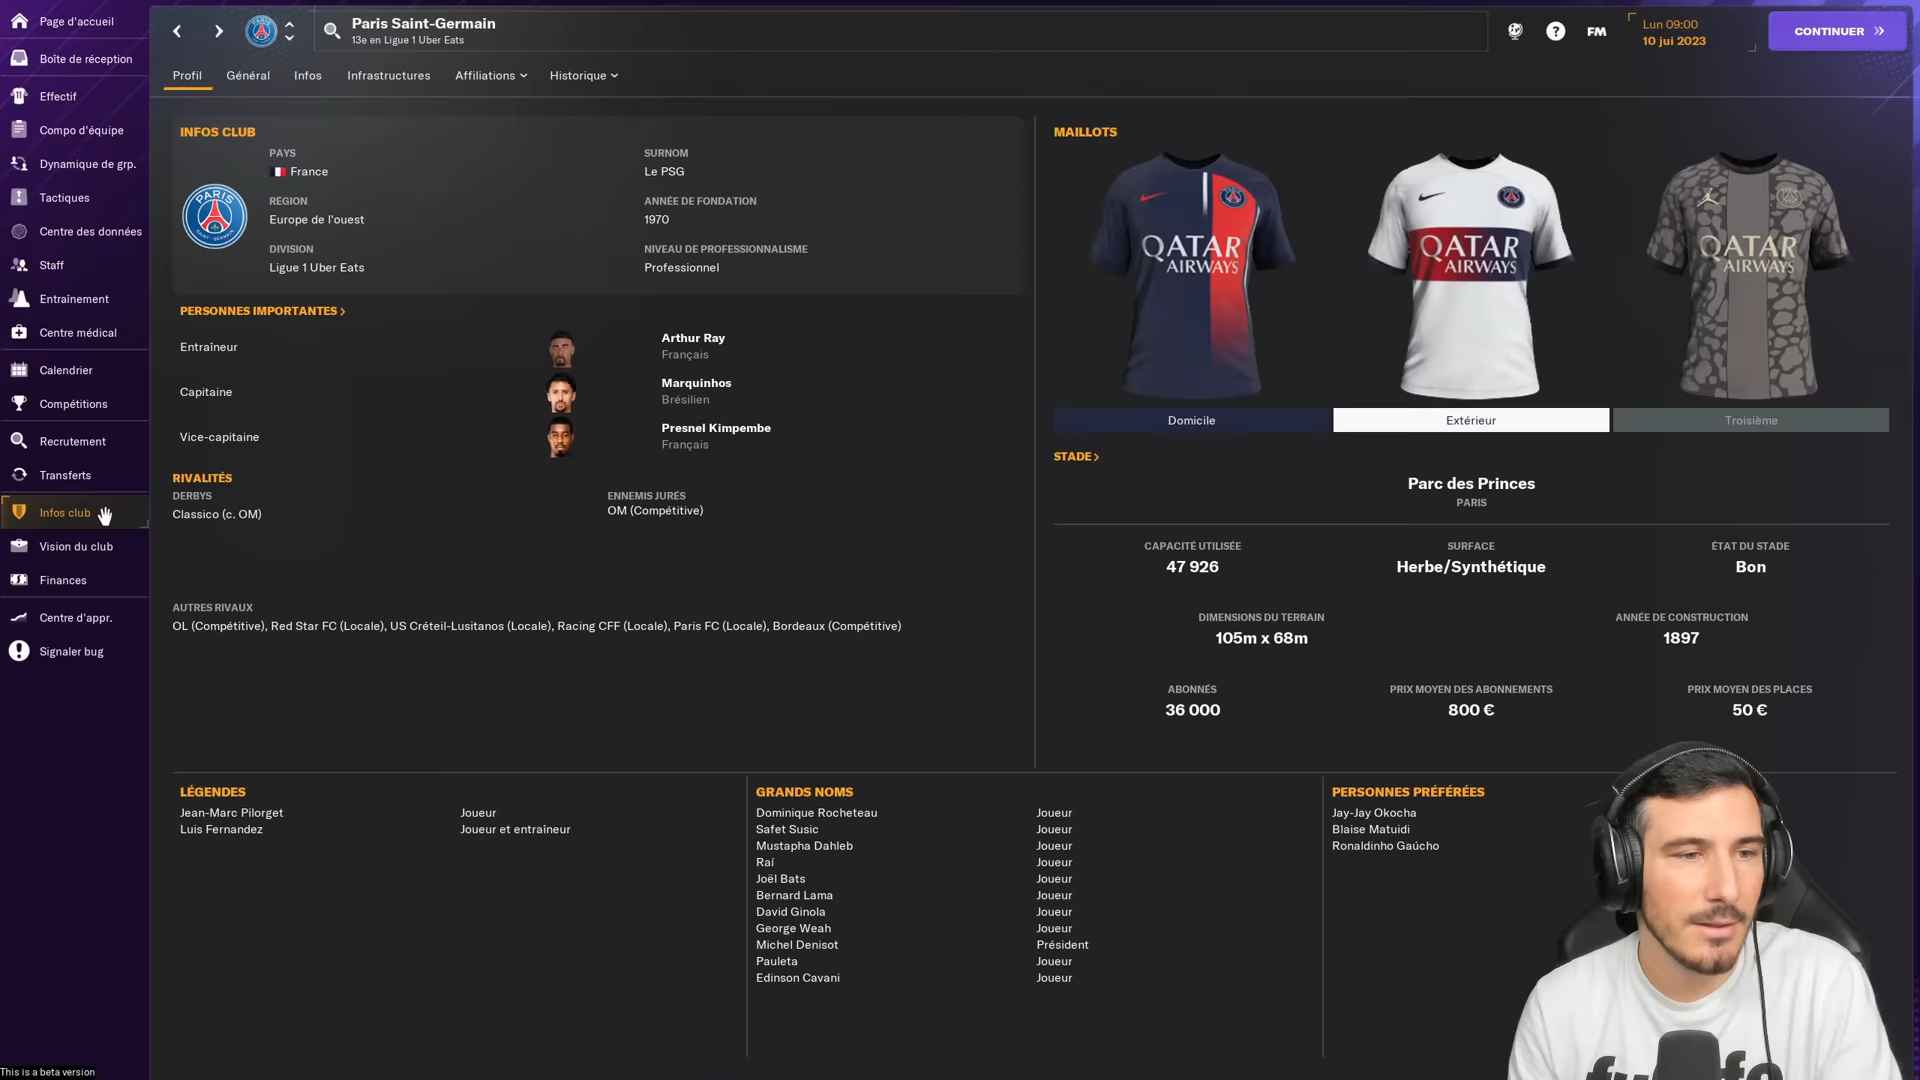 Page d'accueil
Boîte de réception
Effectif
Compo d'équipe
Dynamique de grp.
Tactiques
Centre des données
Staff
Entraînement
Centre médical
Calendrier
Compétitions
Recrutement
Transferts
Infos club
Vision du club
Finances
Centre d'appr.
Signaler bug
This is a beta version
Paris Saint-Germain
13e en Ligue 1 Uber Eats
FM
Lun 09:00
10 jui 2023
CONTINUER
Profil Général Infos Infrastructures Affiliations Historique
INFOS CLUB
PARIS
SAINT-GERMAIN
PAYS
France
RÉGION
Europe de l'ouest
DIVISION
Ligue 1 Uber Eats
SURNOM
Le PSG
ANNÉE DE FONDATION
1970
NIVEAU DE PROFESSIONNALISME
Professionnel
PERSONNES IMPORTANTES
Entraîneur
Arthur Ray
Français
Capitaine
Marquinhos
Brésilien
Vice-capitaine
Presnel Kimpembe
Français
RIVALITÉS
DERBYS
Classico (c. OM)
ENNEMIS JURÉS
OM (Compétitive)
AUTRES RIVAUX
OL (Compétitive), Red Star FC (Locale), US Créteil-Lusitanos (Locale), Racing CFF (Locale), Paris FC (Locale), Bordeaux (Compétitive)
MAILLOTS
QATAR
AIRWAYS
QATAR
AIRWAYS
QATAR
AIRWAYS
Domicile
Extérieur
Troisième
STADE
Parc des Princes
PARIS
CAPACITÉ UTILISÉE
47 926
SURFACE
Herbe/Synthétique
ÉTAT DU STADE
Bon
DIMENSIONS DU TERRAIN
105m x 68m
ANNÉE DE CONSTRUCTION
1897
ABONNÉS
36 000
PRIX MOYEN DES ABONNEMENTS
800 €
PRIX MOYEN DES PLACES
50 €
LÉGENDES
Jean-Marc Pilorget Joueur
Luis Fernandez Joueur et entraîneur
GRANDS NOMS
Dominique Rocheteau Joueur
Safet Susic Joueur
Mustapha Dahleb Joueur
Raí Joueur
Joël Bats Joueur
Bernard Lama Joueur
David Ginola Joueur
George Weah Joueur
Michel Denisot Président
Pauleta Joueur
Edinson Cavani Joueur
PERSONNES PRÉFÉRÉES
Jay-Jay Okocha
Blaise Matuidi
Ronaldinho Gaúcho